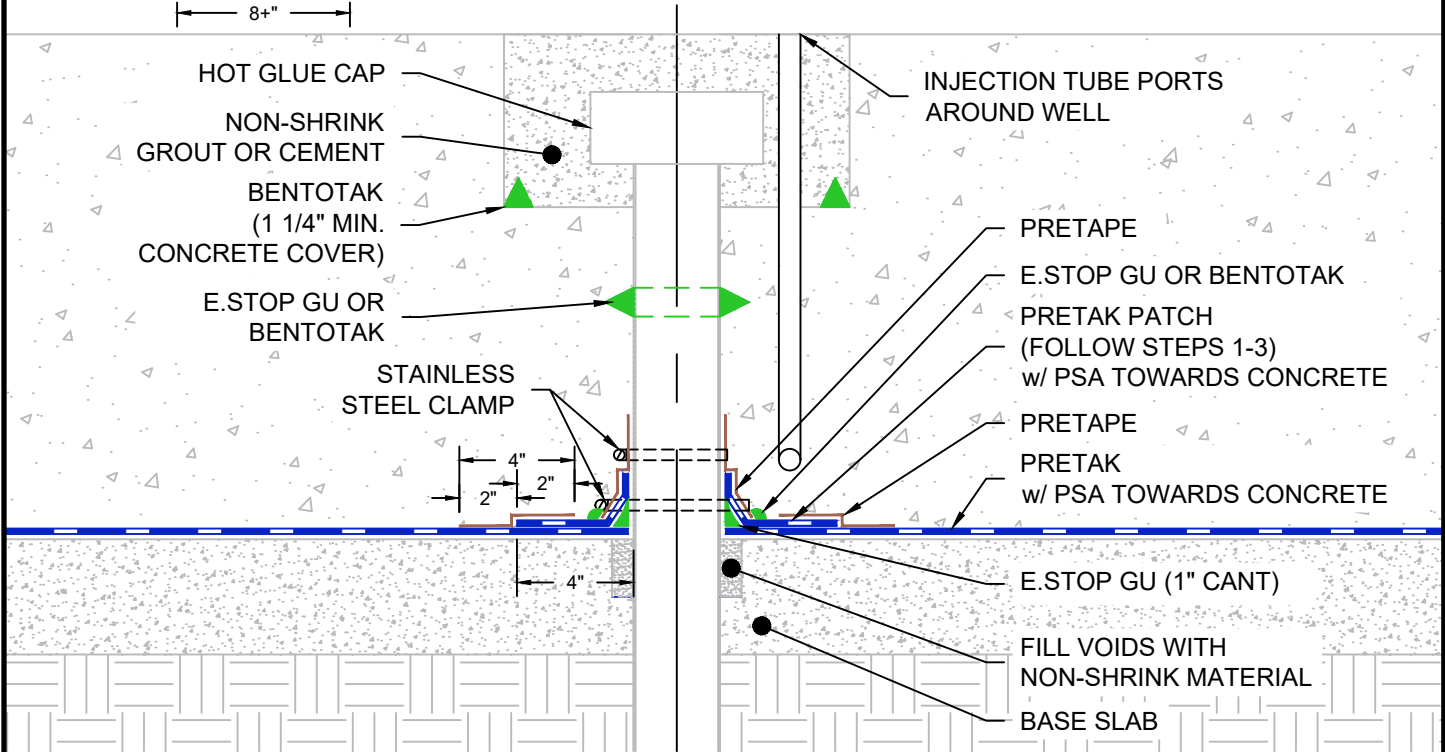 8+"
HOT GLUE CAP
NON-SHRINK
GROUT OR CEMENT
BENTOTAK
(1 1/4" MIN.
CONCRETE COVER)
E.STOP GU OR
BENTOTAK
STAINLESS
STEEL CLAMP
4"
2"
2"
4"
INJECTION TUBE PORTS
AROUND WELL
PRETAPE
E.STOP GU OR BENTOTAK
PRETAK PATCH
(FOLLOW STEPS 1-3)
w/ PSA TOWARDS CONCRETE
PRETAPE
PRETAK
w/ PSA TOWARDS CONCRETE
E.STOP GU (1" CANT)
FILL VOIDS WITH
NON-SHRINK MATERIAL
BASE SLAB